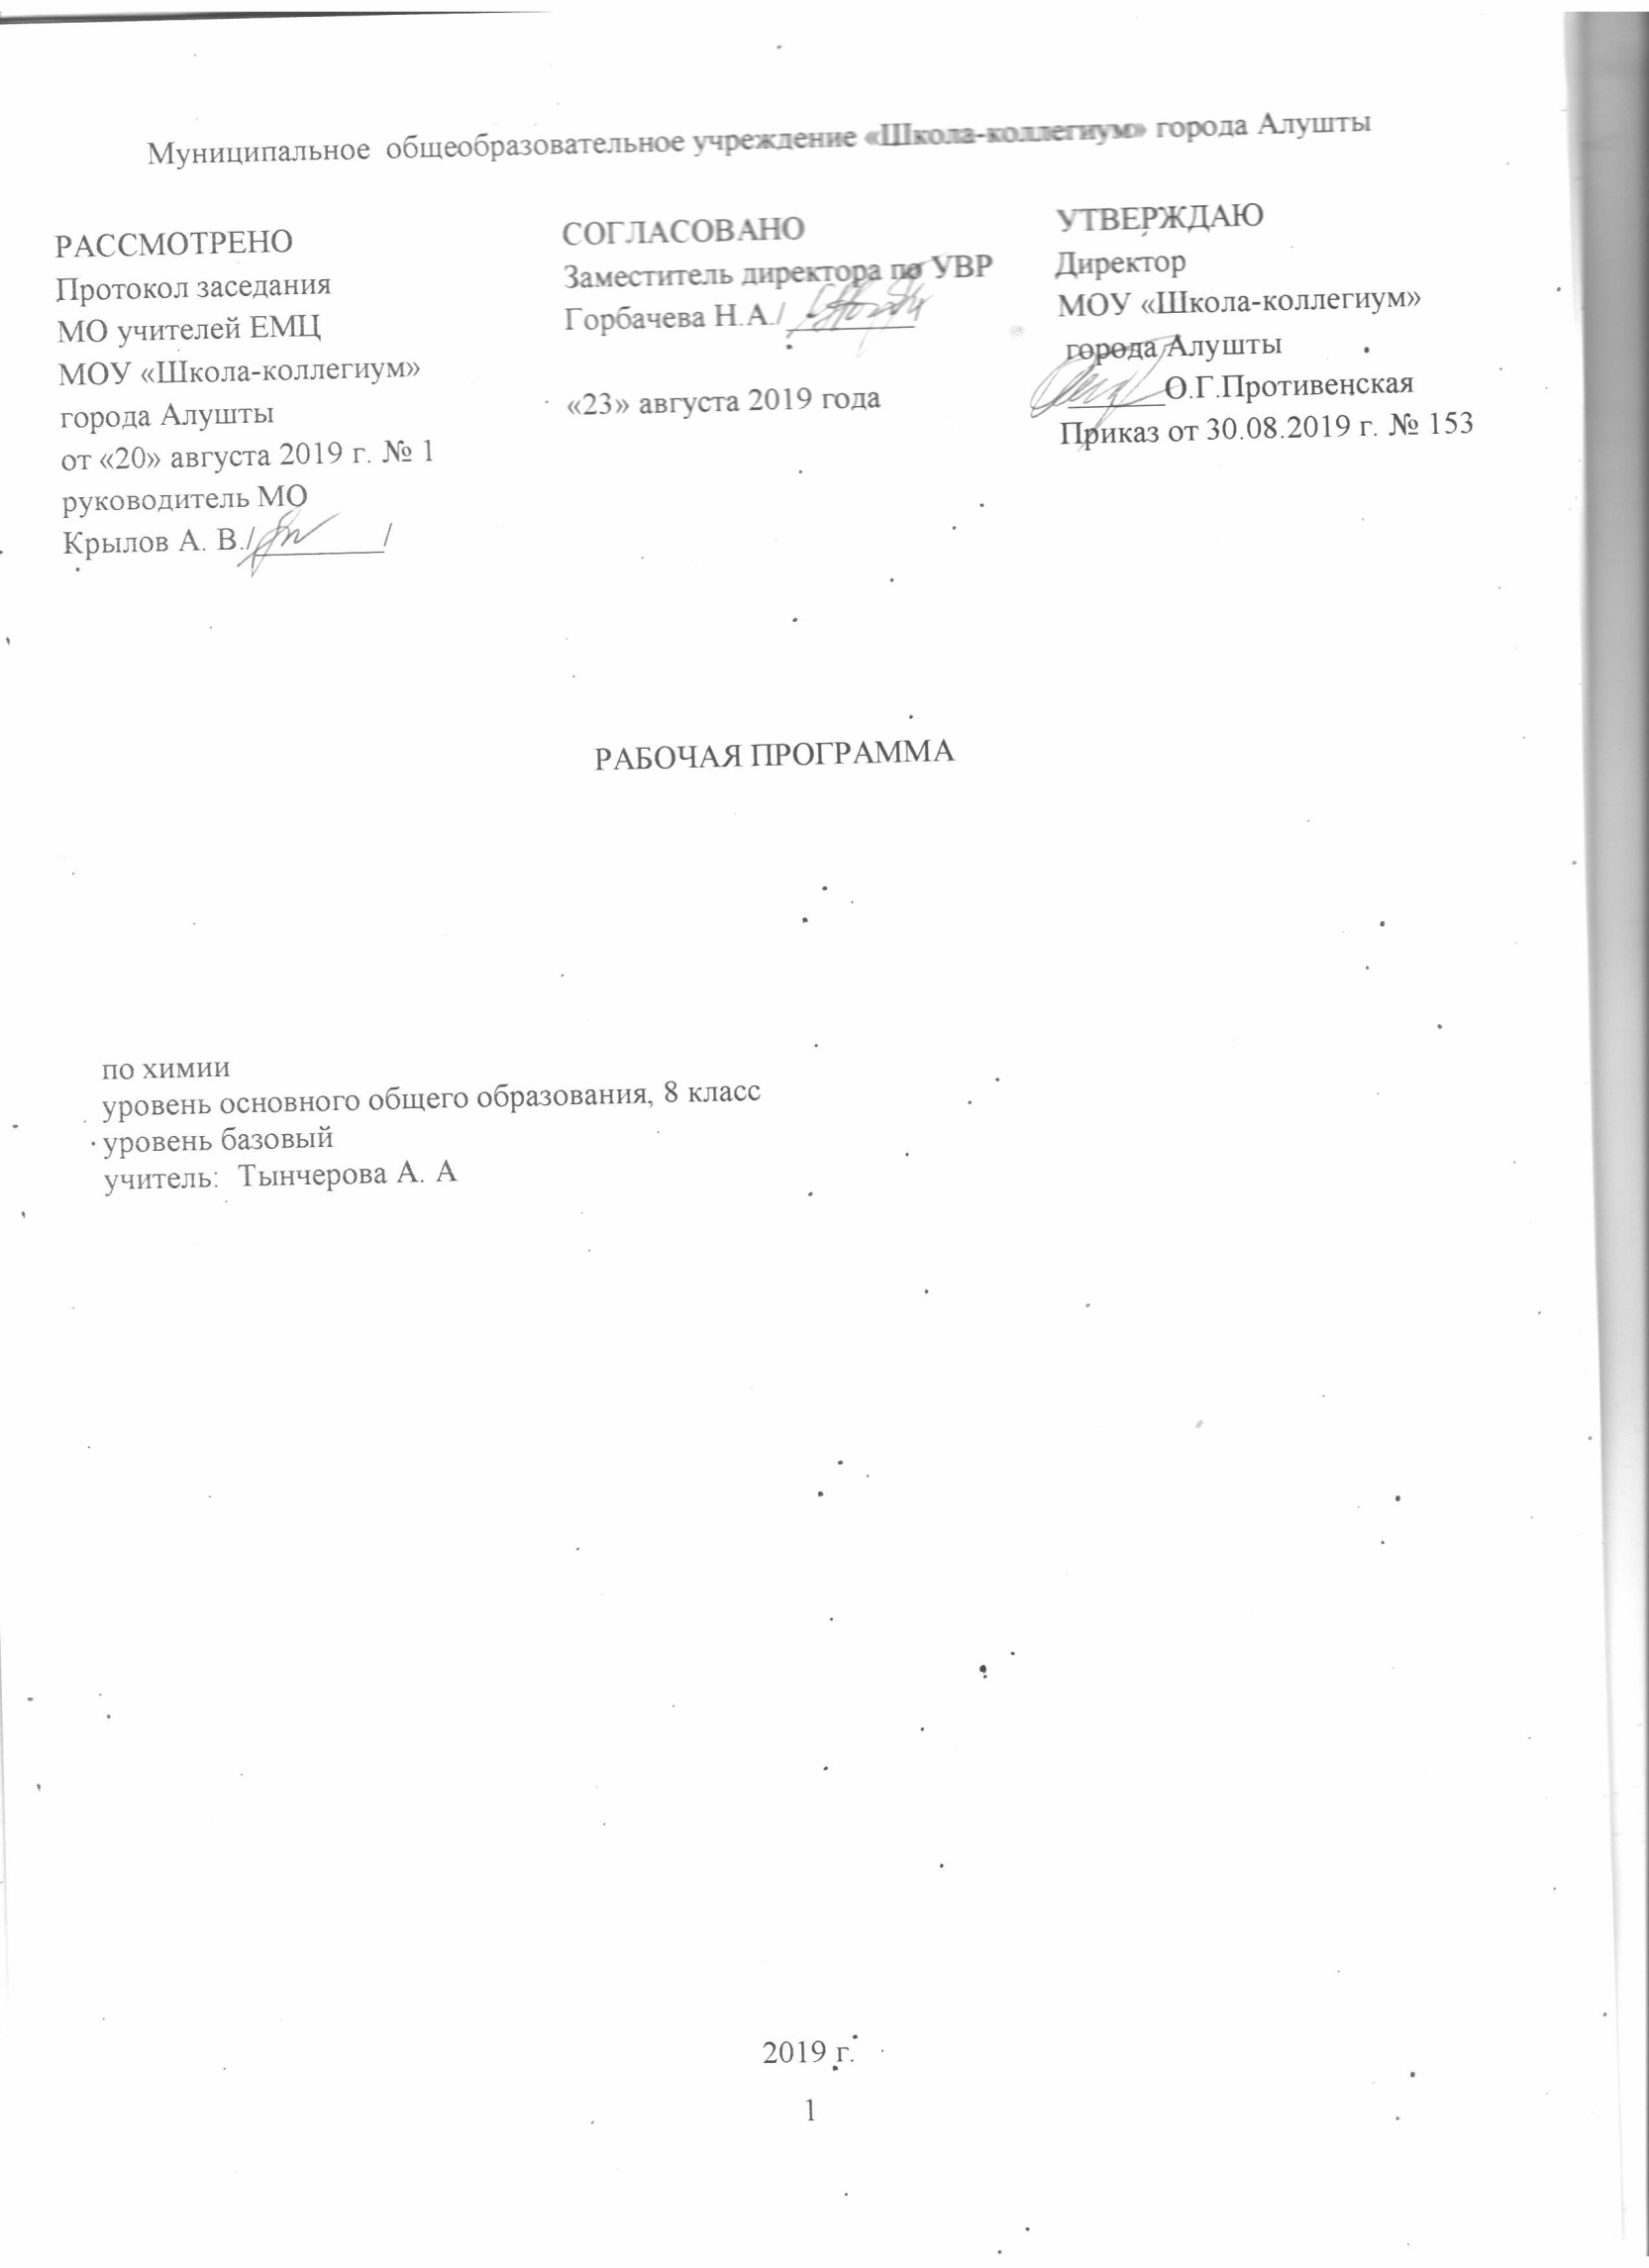 Муниципальное общеобразовательное учреждение «Школа-коллегиум» города Алушты
РАССМОТРЕНО
Протокол заседания
МО учителей ЕМЦ
МОУ «Школа-коллегиум»
города Алушты
от «20» августа 2019 г. № 1
руководитель МО
Крылов А. В./________/
СОГЛАСОВАНО
Заместитель директора по УВР
Горбачева Н.А./________
«23» августа 2019 года
УТВЕРЖДАЮ
Директор
МОУ «Школа-коллегиум»
города Алушты
______О.Г.Противенская
Приказ от 30.08.2019 г. № 153
РАБОЧАЯ ПРОГРАММА
по химии
уровень основного общего образования, 8 класс
уровень базовый
учитель: Тынчерова А. А
2019 г.
1